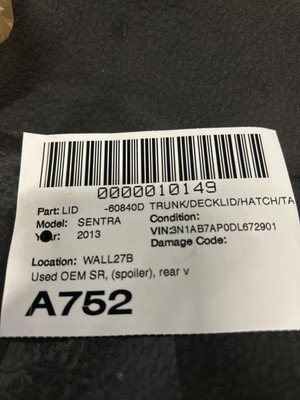 0000010149
Part: LID -60840D TRUNK/DECKLID/HATCH/TA
Model: SENTRA Condition:
Year: 2013 VIN:3N1AB7AP0DL672901
Damage Code:
Location: WALL27B
Used OEM SR, (spoiler), rear v
A752